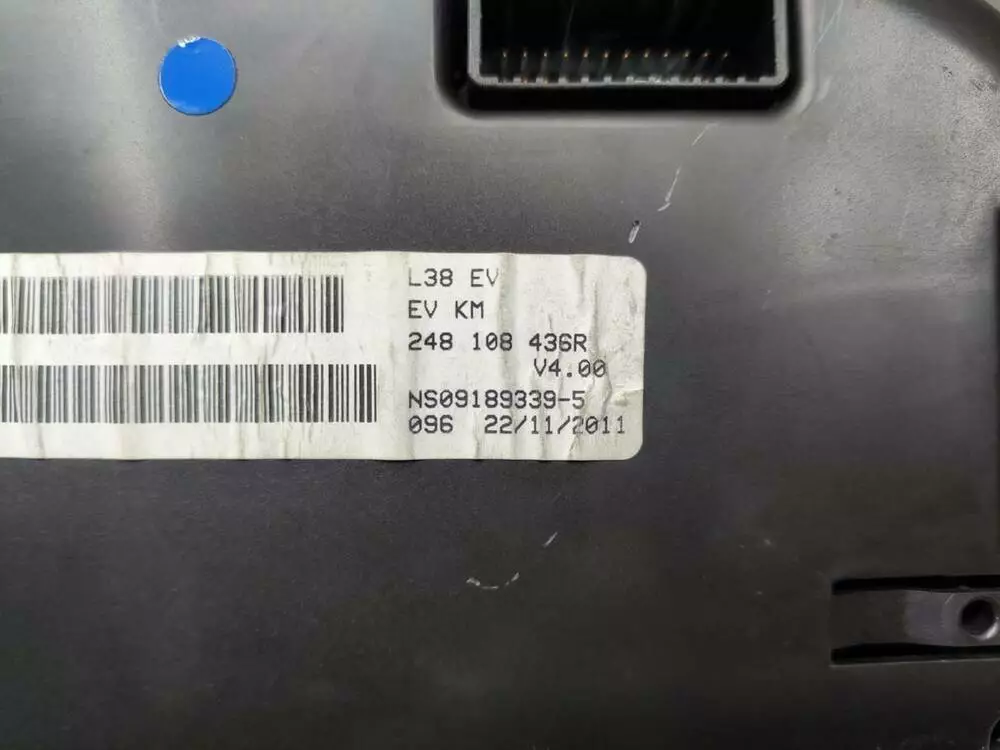 L38 EV
EV KM
248 108 436R
V4.00
NS09189339-5
096 22/11/2011